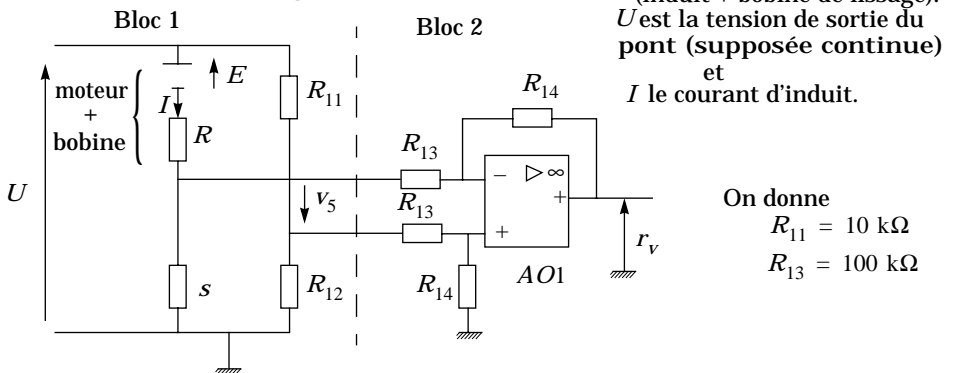 (induit + bobine de lissage).
U est la tension de sortie du
pont (supposée continue)
et
I le courant d'induit.
Bloc 1
Bloc 2
E
R11
R14
moteur
+
bobine
I
R
R13
− ▷ ∞
+
U
v5
R13
+
rv
On donne
R11 = 10 kΩ
R13 = 100 kΩ
s
R12
R14
AO1